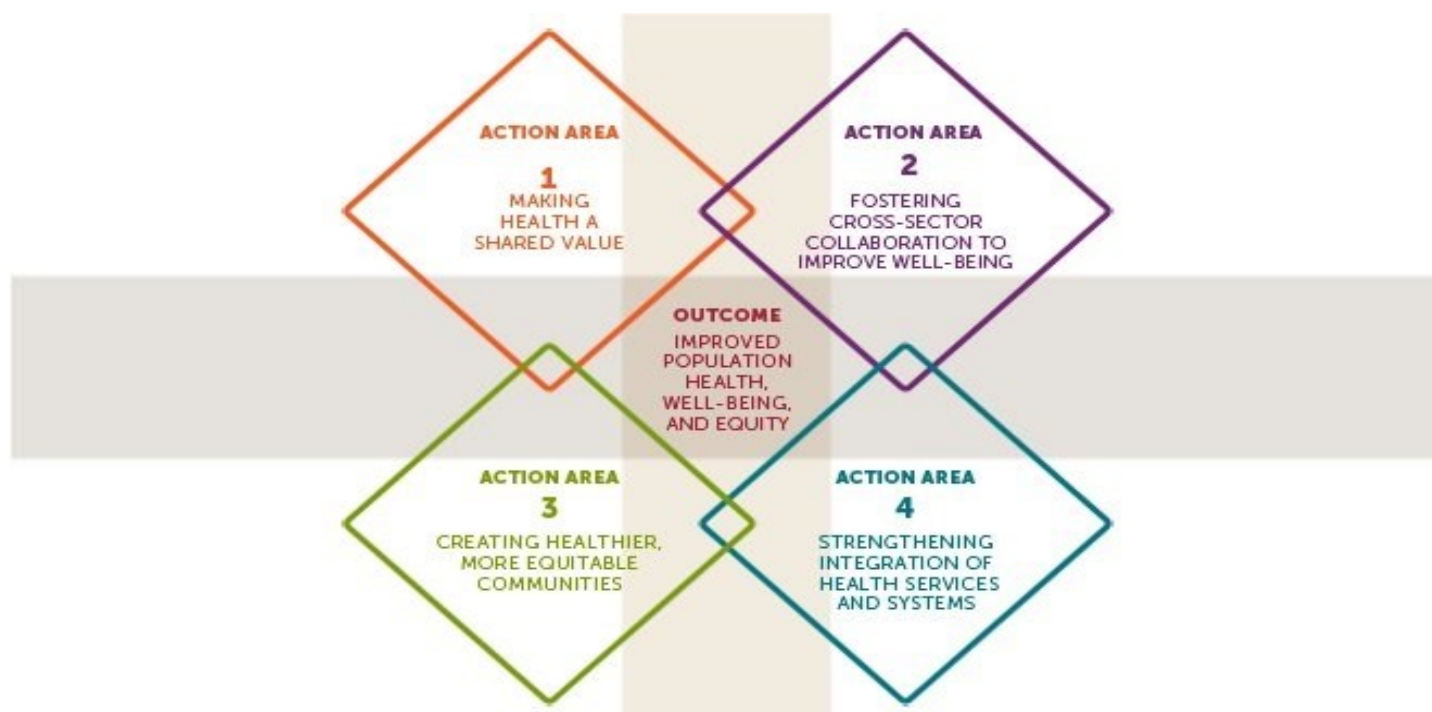 ACTION AREA
1
MAKING
HEALTH A
SHARED VALUE
ACTION AREA
2
FOSTERING
CROSS-SECTOR
COLLABORATION TO
IMPROVE WELL-BEING
OUTCOME
IMPROVED
POPULATION
HEALTH,
WELL-BEING,
AND EQUITY
ACTION AREA
3
CREATING HEALTHIER,
MORE EQUITABLE
COMMUNITIES
ACTION AREA
4
STRENGTHENING
INTEGRATION OF
HEALTH SERVICES
AND SYSTEMS